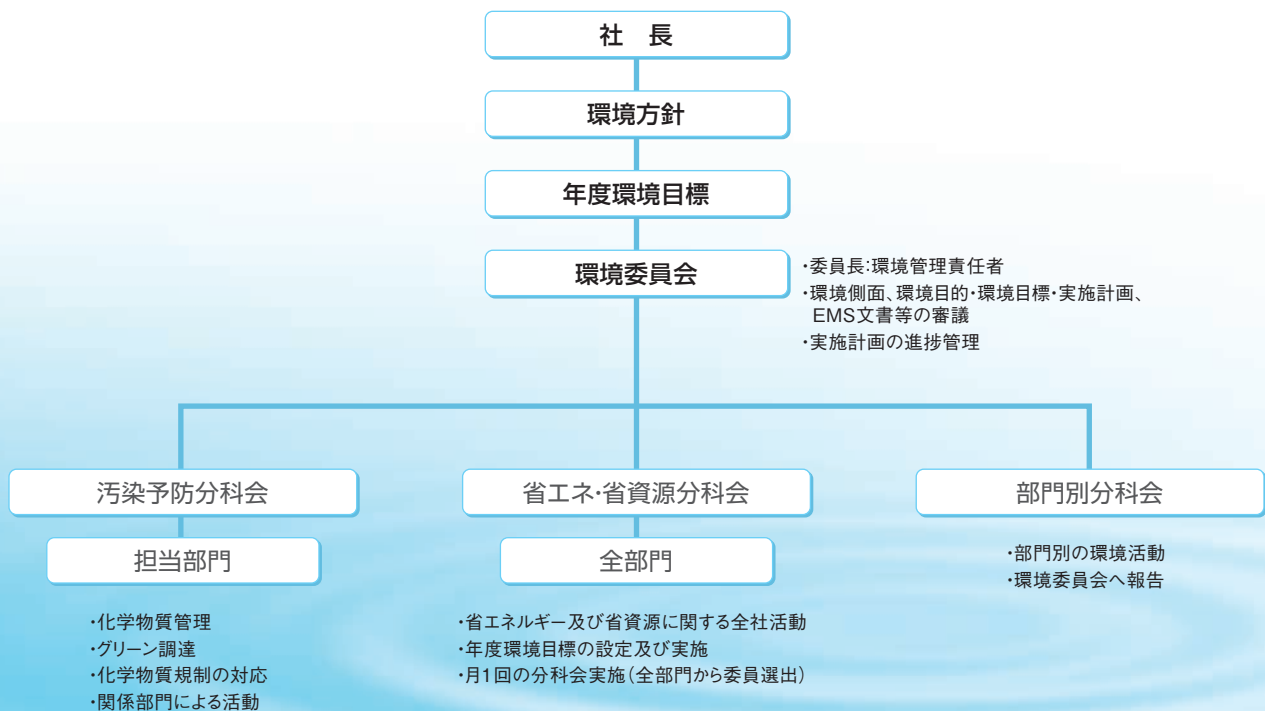 社　長
環境方針
年度環境目標
環境委員会
・委員長:環境管理責任者
・環境側面、環境目的・環境目標・実施計画、
EMS文書等の審議
・実施計画の進捗管理
汚染予防分科会
省エネ・省資源分科会
部門別分科会
担当部門
全部門
・部門別の環境活動
・環境委員会へ報告
・化学物質管理
・グリーン調達
・化学物質規制の対応
・関係部門による活動
・省エネルギー及び省資源に関する全社活動
・年度環境目標の設定及び実施
・月1回の分科会実施(全部門から委員選出)